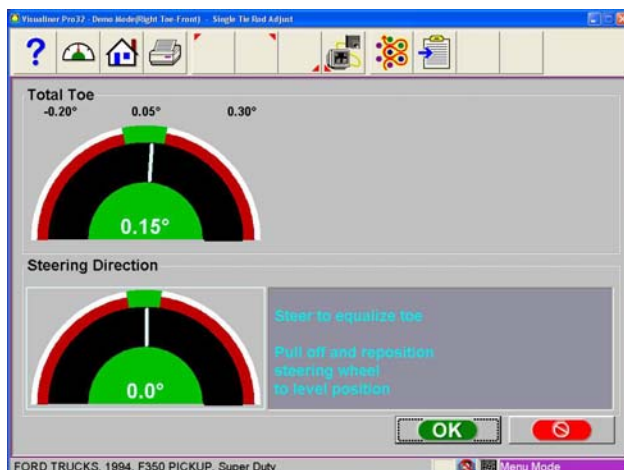 Visualiner Pro32 - Demo Mode(Right Toe-Front) - Single Tie Rod Adjust
Total Toe
-0.20° 0.05° 0.30°
0.15°
Steering Direction
0.0°
Steer to equalize toe
Pull off and reposition
steering wheel
to level position
OK
FORD TRUCKS, 1994, F350 PICKUP, Super Duty
Menu Mode